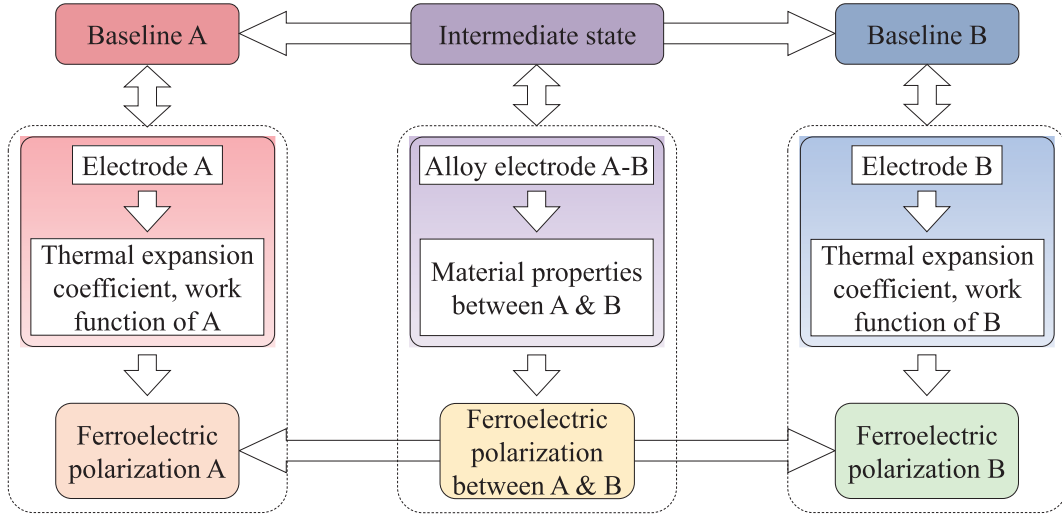 Baseline A
Intermediate state
Baseline B
Electrode A
Thermal expansion
coefficient, work
function of A
Ferroelectric
polarization A
Alloy electrode A-B
Material properties
between A & B
Ferroelectric
polarization
between A & B
Electrode B
Thermal expansion
coefficient, work
function of B
Ferroelectric
polarization B